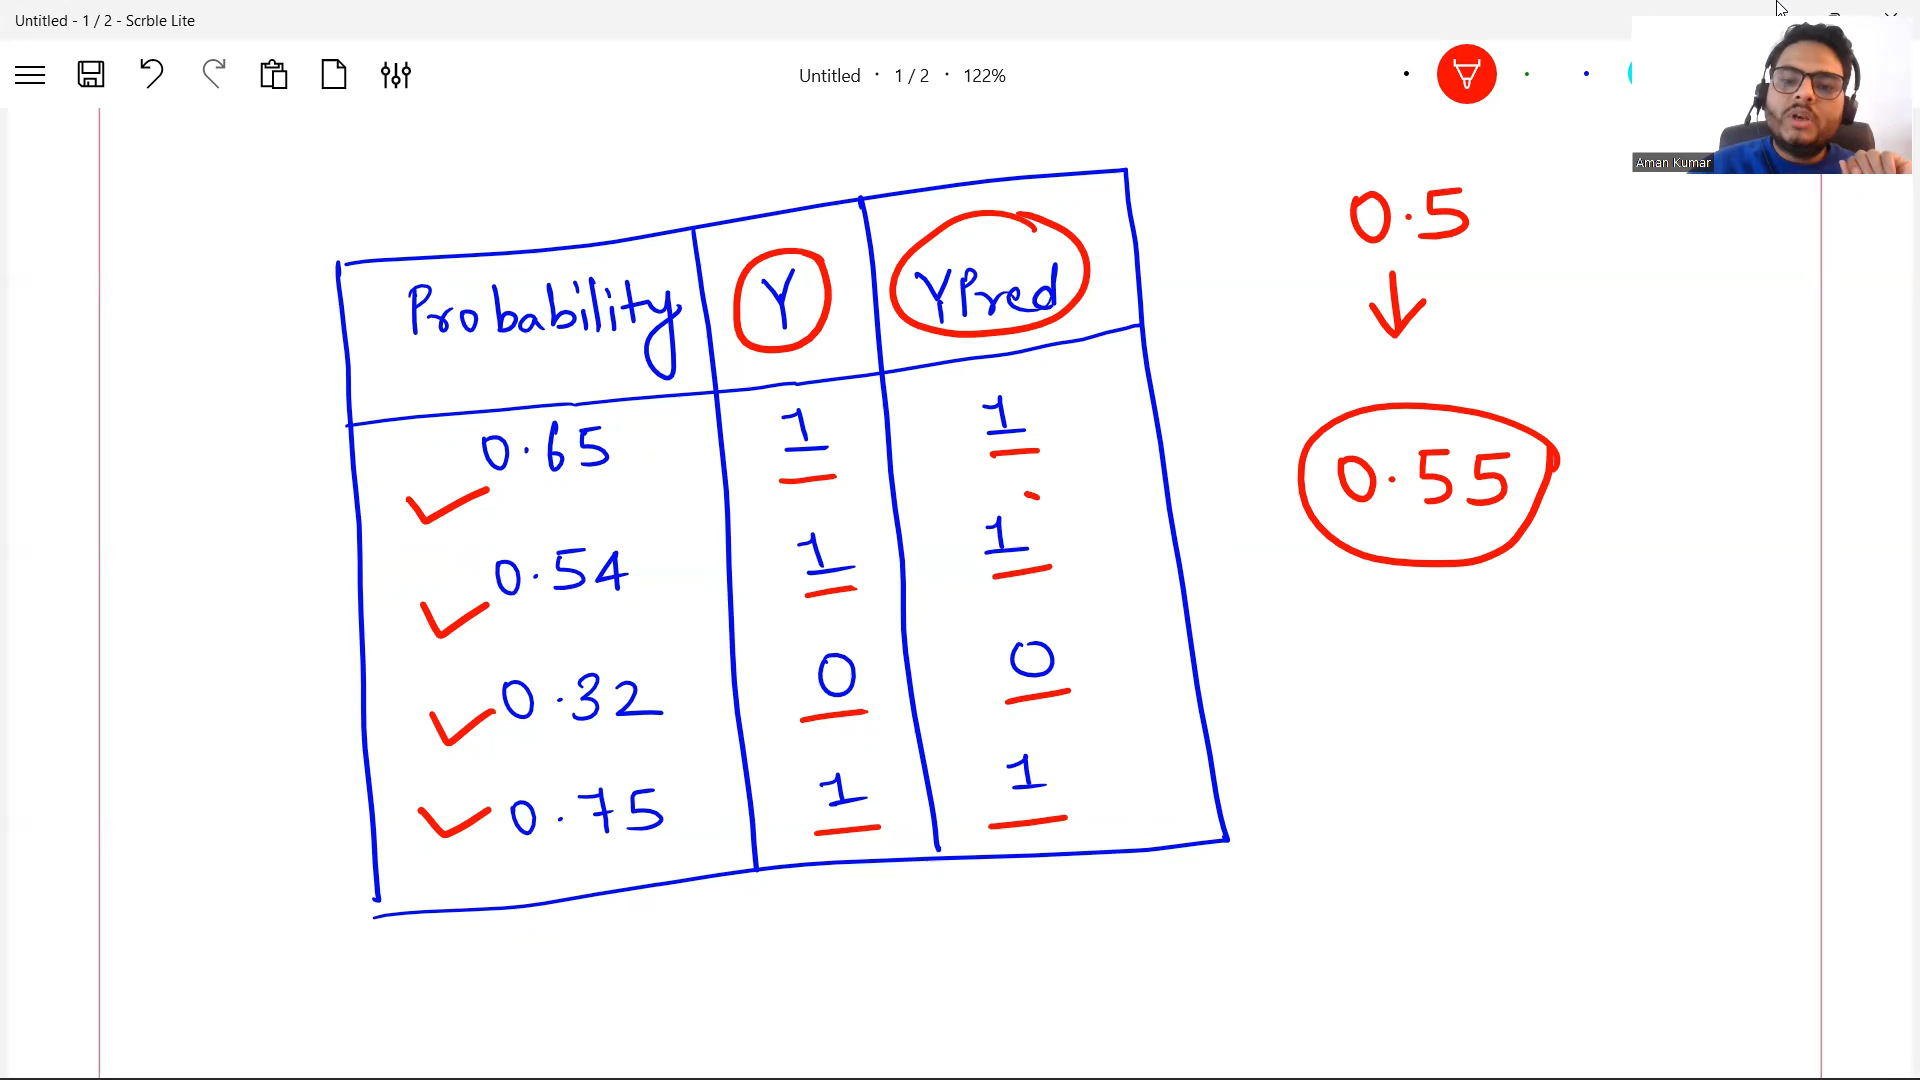 Untitled - 1 / 2 - Scrble Lite
Untitled · 1 / 2 · 122%
Aman Kumar
Probability Y YPred
0.65 1 1
0.54 1 1
0.32 0 0
0.75 1 1
0.5
0.55